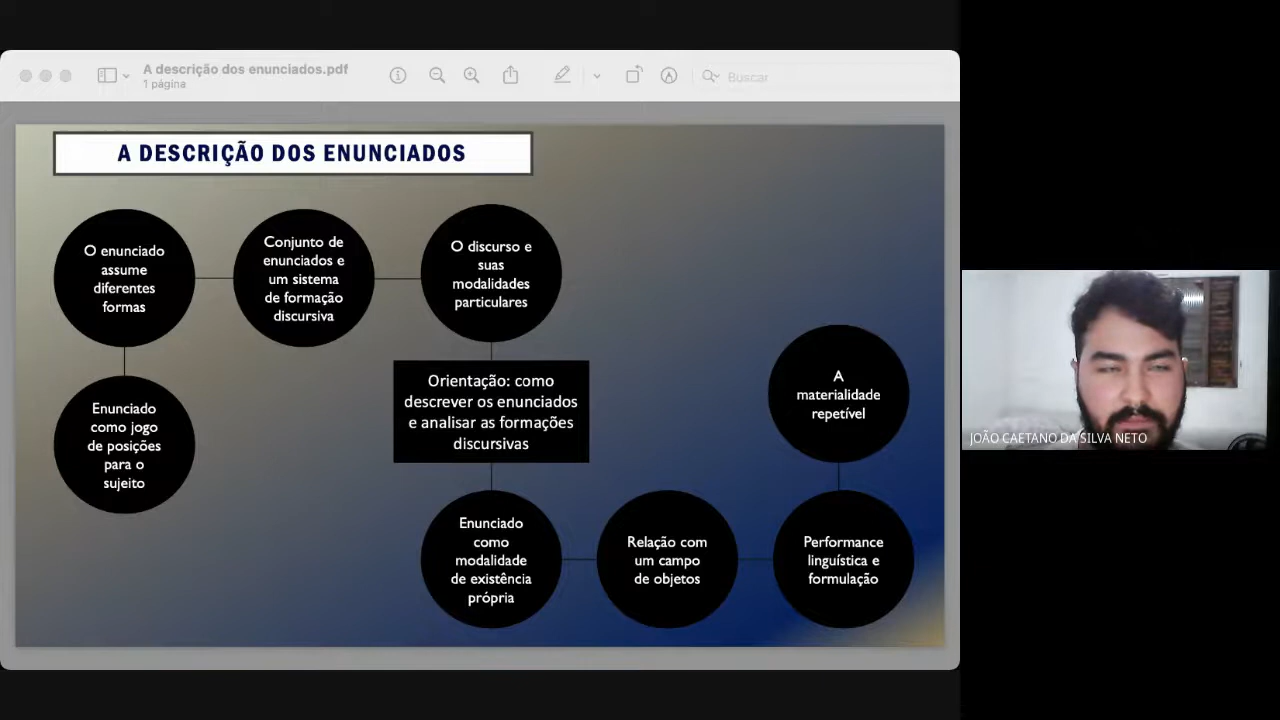 A descrição dos enunciados.pdf
1 página
Buscar
A DESCRIÇÃO DOS ENUNCIADOS
O enunciado
assume
diferentes
formas
Conjunto de
enunciados e
um sistema
de formação
discursiva
O discurso e
suas
modalidades
particulares
Enunciado
como jogo
de posições
para o
sujeito
Orientação: como
descrever os enunciados
e analisar as formações
discursivas
A
materialidade
repetível
Enunciado
como
modalidade
de existência
própria
Relação com
um campo
de objetos
Performance
linguística e
formulação
JOÃO CAETANO DA SILVA NETO